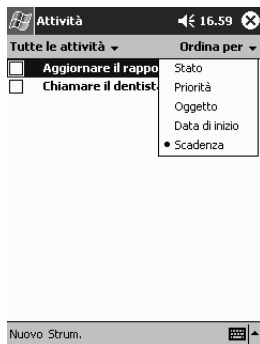 Attività 16.59
Tutte le attività Ordina per
Aggiornare il rappo
Chiamare il dentist
Stato
Priorità
Oggetto
Data di inizio
Scadenza
Nuovo Strum.